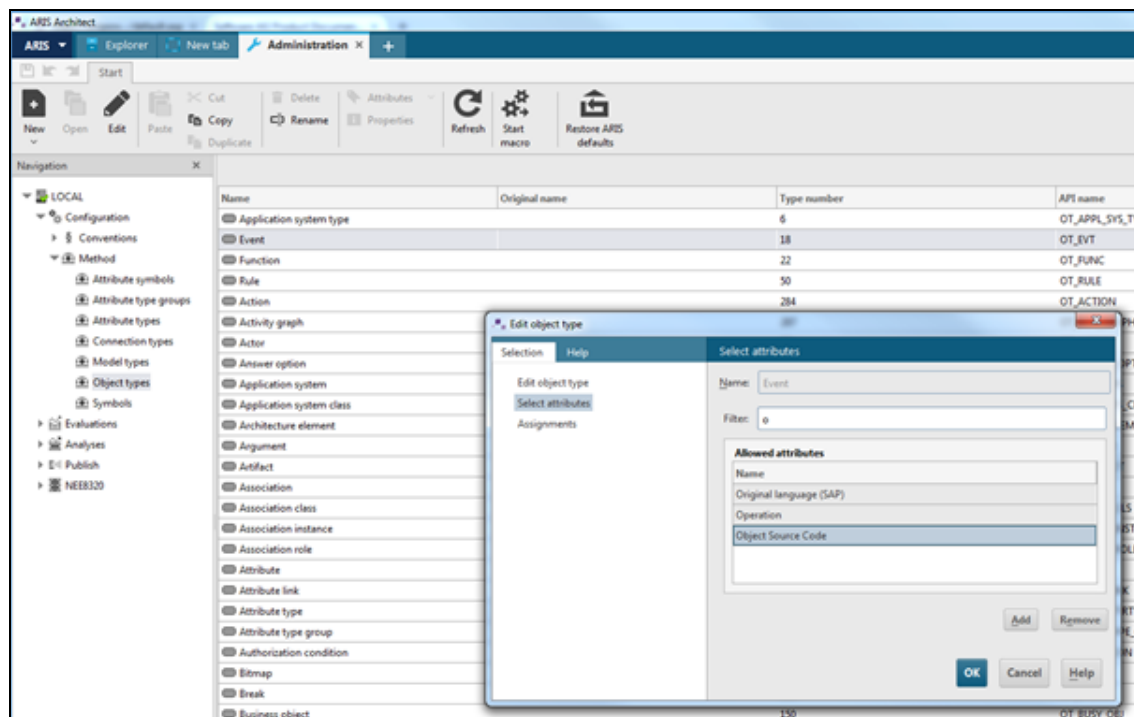 ARIS Architect
ARIS Explorer New tab Administration × +
Start
New Open Edit Paste Cut Copy Duplicate Delete Rename Attributes Properties Refresh Start macro Restore ARIS defaults
Navigation ×
LOCAL
Configuration
Conventions
Method
Attribute symbols
Attribute type groups
Attribute types
Connection types
Model types
Object types
Symbols
Evaluations
Analyses
Publish
NEE8320
Name Original name Type number API name
Application system type 6 OT_APPL_SYS_T
Event 18 OT_EVT
Function 22 OT_FUNC
Rule 50 OT_RULE
Action 284 OT_ACTION
Activity graph
Actor
Answer option
Application system
Application system class
Architecture element
Argument
Artifact
Association
Association class
Association instance
Association role
Attribute
Attribute link
Attribute type
Attribute type group
Authorization condition
Bitmap
Break
Business object 150 OT_BUSY_OBJ
Edit object type
Selection Help
Edit object type
Select attributes
Assignments
Select attributes
Name: Event
Filter: o
Allowed attributes
Name
Original language (SAP)
Operation
Object Source Code
Add Remove
OK Cancel Help